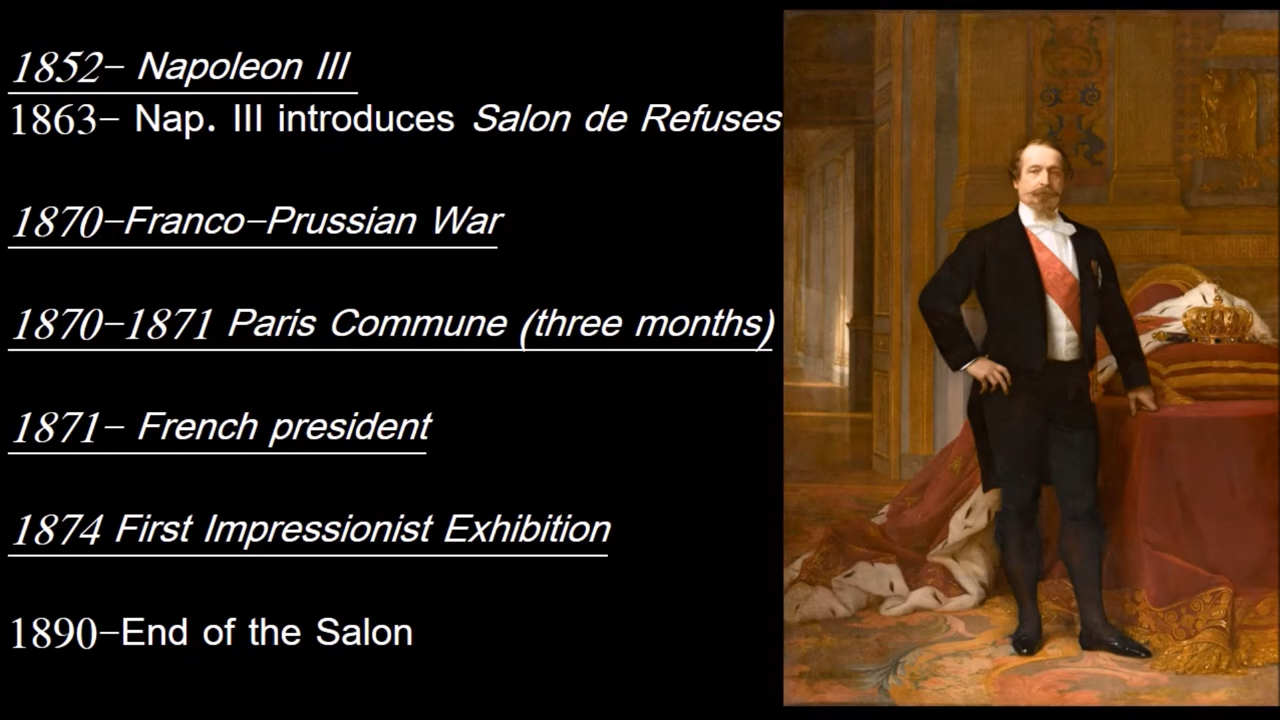 1852- Napoleon III
1863- Nap. III introduces Salon de Refuses
1870-Franco-Prussian War
1870-1871 Paris Commune (three months)
1871- French president
1874 First Impressionist Exhibition
1890-End of the Salon